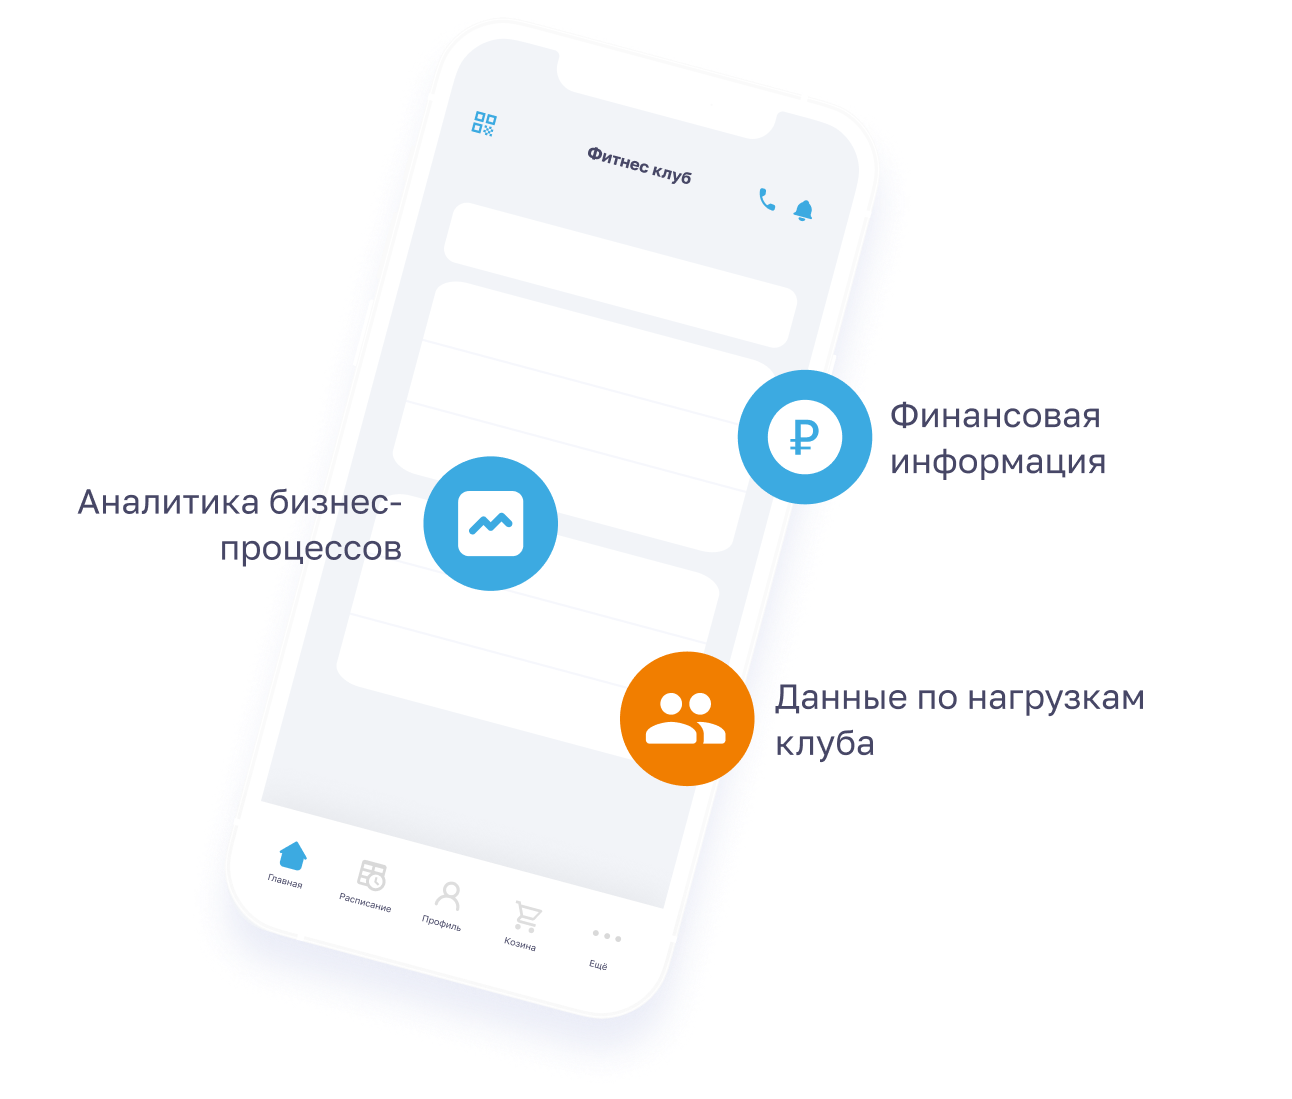 Фитнес клуб
Финансовая
информация
Аналитика бизнес-
процессов
Данные по нагрузкам
клуба
Главная
Расписание
Профиль
Козина
Ещё